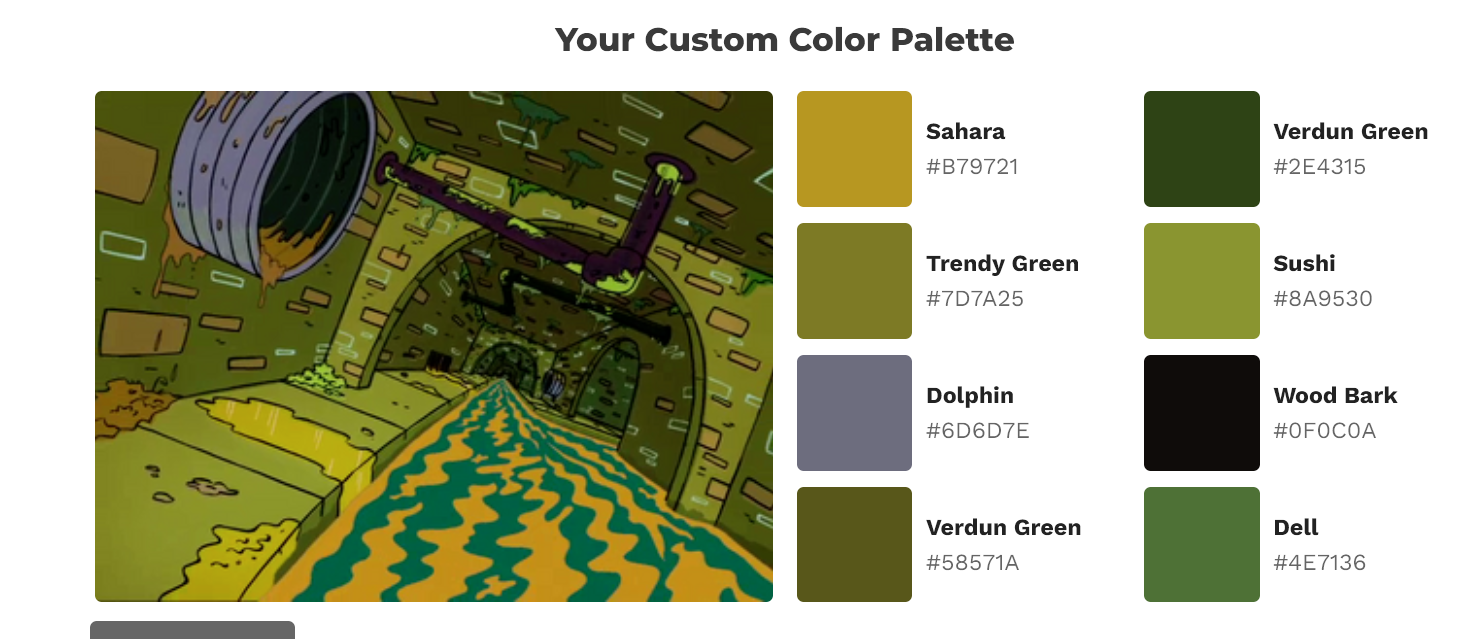 Your Custom Color Palette
Sahara
#B79721
Verdun Green
#2E4315
Trendy Green
#7D7A25
Sushi
#8A9530
Dolphin
#6D6D7E
Wood Bark
#0F0C0A
Verdun Green
#58571A
Dell
#4E7136